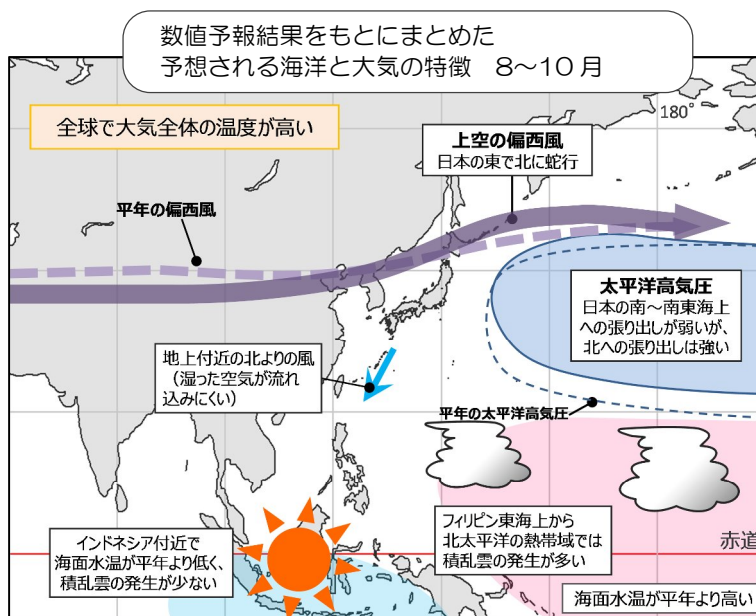 数値予報結果をもとにまとめた
予想される海洋と大気の特徴 8～10月
180°
全球で大気全体の温度が高い
上空の偏西風
日本の東で北に蛇行
平年の偏西風
太平洋高気圧
日本の南～南東海上
への張り出しが弱いが、
北への張り出しは強い
地上付近の北よりの風
（湿った空気が流れ
込みにくい）
平年の太平洋高気圧
インドネシア付近で
海面水温が平年より低く、
積乱雲の発生が少ない
フィリピン東海上から
北太平洋の熱帯域では
積乱雲の発生が多い
赤道
海面水温が平年より高い